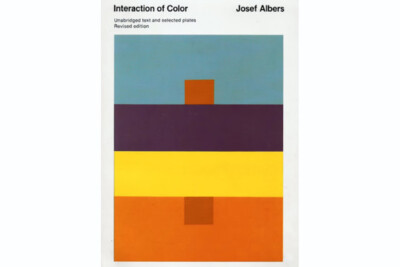 Interaction of Color
Josef Albers
Unabridged text and selected plates
Revised edition